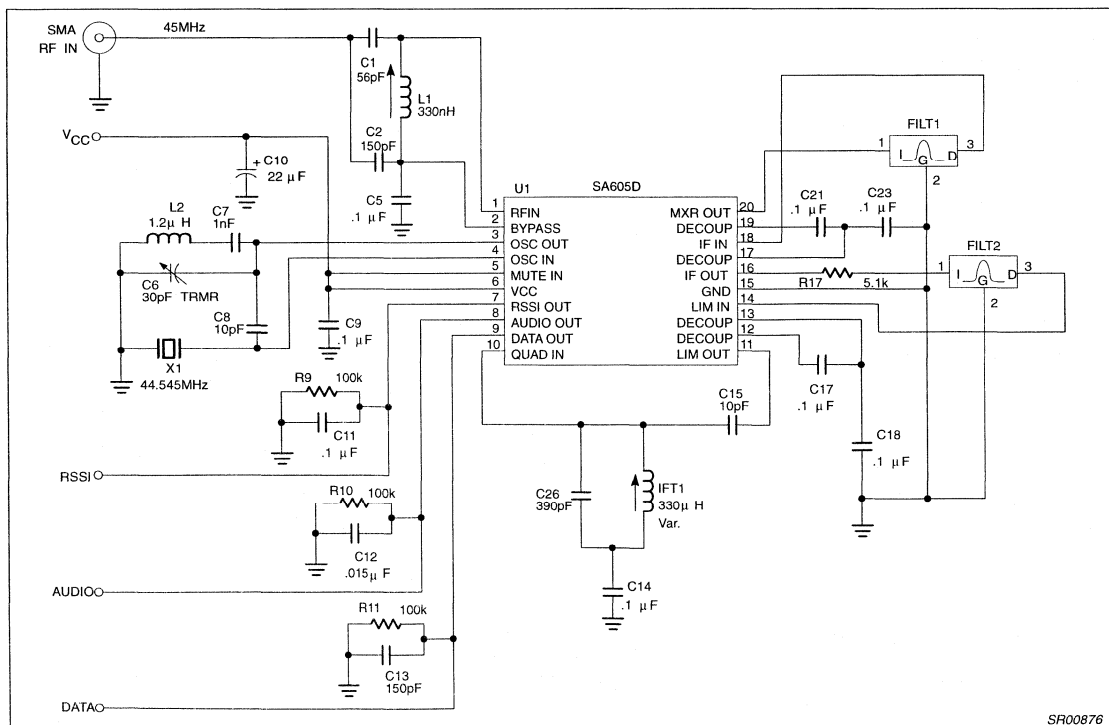 SMA
RF IN
45MHz
C1
56pF
L1
330nH
C2
150pF
C5
.1 μF
VCC
+
C10
22 μF
L2
1.2μ H
C7
1nF
C6
30pF
TRMR
C8
10pF
X1
44.545MHz
C9
.1 μF
U1
SA605D
1
2
3
4
5
6
7
8
9
10
RFIN
BYPASS
OSC OUT
OSC IN
MUTE IN
VCC
RSSI OUT
AUDIO OUT
DATA OUT
QUAD IN
MXR OUT
DECOUP
IF IN
DECOUP
IF OUT
GND
LIM IN
DECOUP
DECOUP
LIM OUT
20
19
18
17
16
15
14
13
12
11
FILT1
1
I
G
D
3
2
C21
.1 μF
C23
.1 μF
FILT2
1
I
G
D
3
2
R17
5.1k
C17
.1 μF
C18
.1 μF
C15
10pF
C26
390pF
IFT1
330μ H
Var.
C14
.1 μF
R9
100k
C11
.1 μF
RSSI
R10
100k
C12
.015μ F
AUDIO
R11
100k
C13
150pF
DATA
SR00876